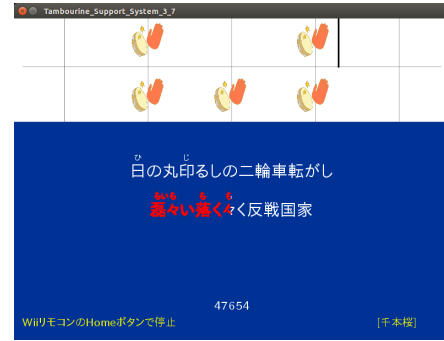 Tambourine_Support_System_3_7
ひ じ
日の丸印るしの二輪車転がし
らいら ら も
磊々い落く々く反戦国家
47654
WiiリモコンのHomeボタンで停止
[千本桜]